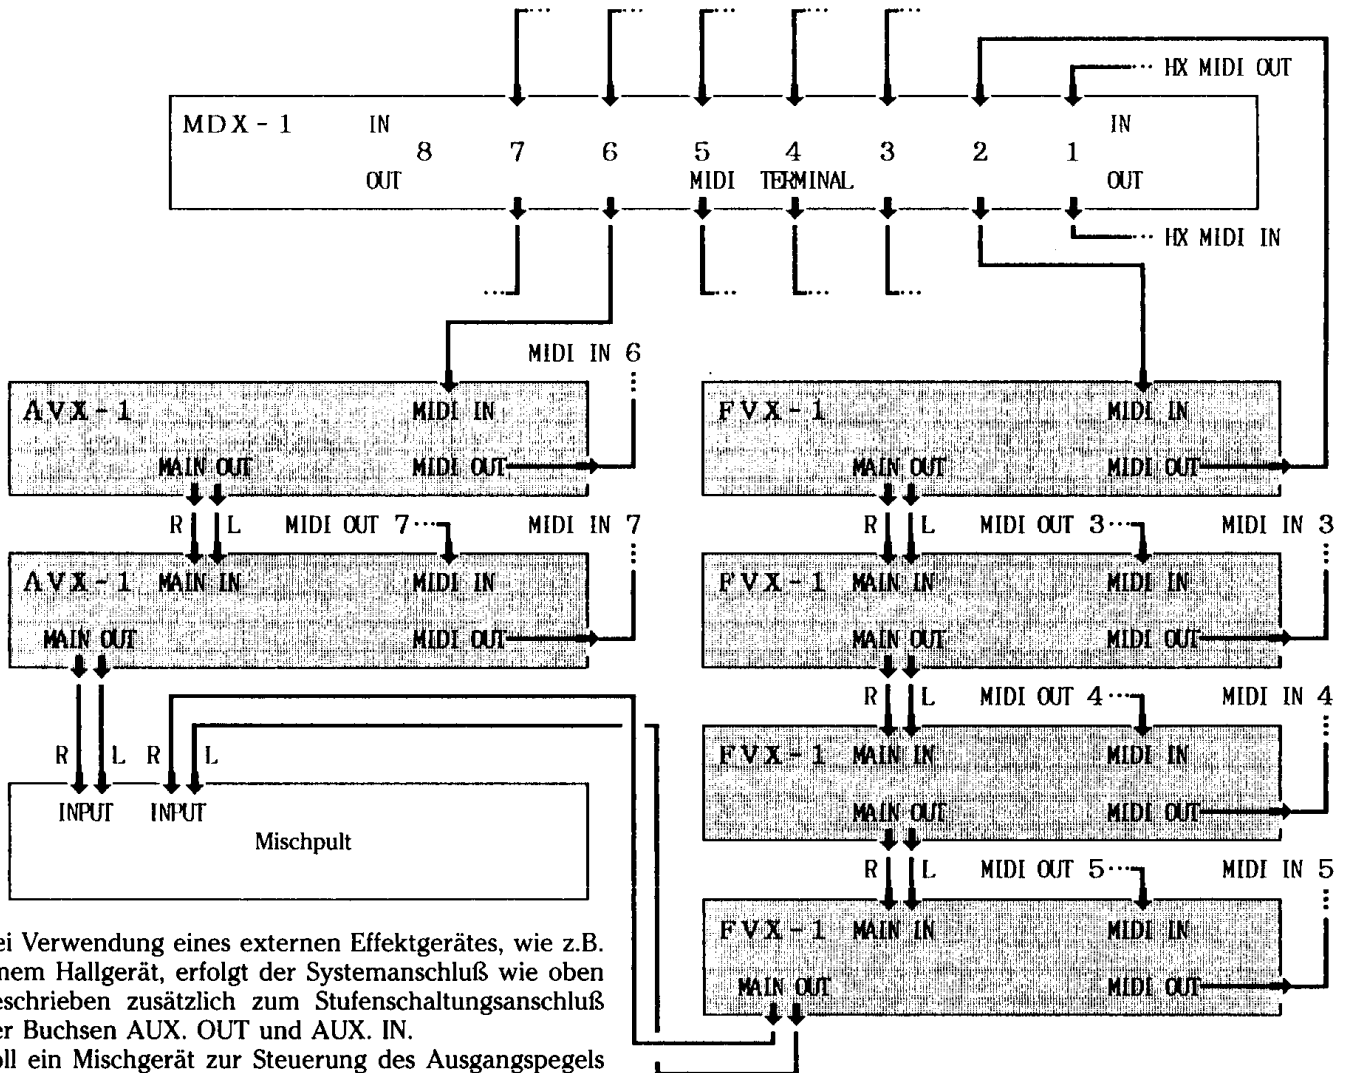 HX MIDI OUT
MDX-1 IN IN
8 7 6 5 4 3 2 1
OUT MIDI TERMINAL OUT
HX MIDI IN
MIDI IN 6
AVX-1 MIDI IN
MAIN OUT MIDI OUT
R L MIDI OUT 7 MIDI IN 7
AVX-1 MAIN IN MIDI IN
MAIN OUT MIDI OUT
R L R L
INPUT INPUT
Mischpult
FVX-1 MIDI IN
MAIN OUT MIDI OUT
R L MIDI OUT 3 MIDI IN 3
FVX-1 MAIN IN MIDI IN
MAIN OUT MIDI OUT
R L MIDI OUT 4 MIDI IN 4
FVX-1 MAIN IN MIDI IN
MAIN OUT MIDI OUT
R L MIDI OUT 5 MIDI IN 5
FVX-1 MAIN IN MIDI IN
MAIN OUT MIDI OUT
ei Verwendung eines externen Effektgerätes, wie z.B.
nem Hallgerät, erfolgt der Systemanschluß wie oben
eschrieben zusätzlich zum Stufenschaltungsanschluß
er Buchsen AUX. OUT und AUX. IN.
oll ein Mischgerät zur Steuerung des Ausgangspegels